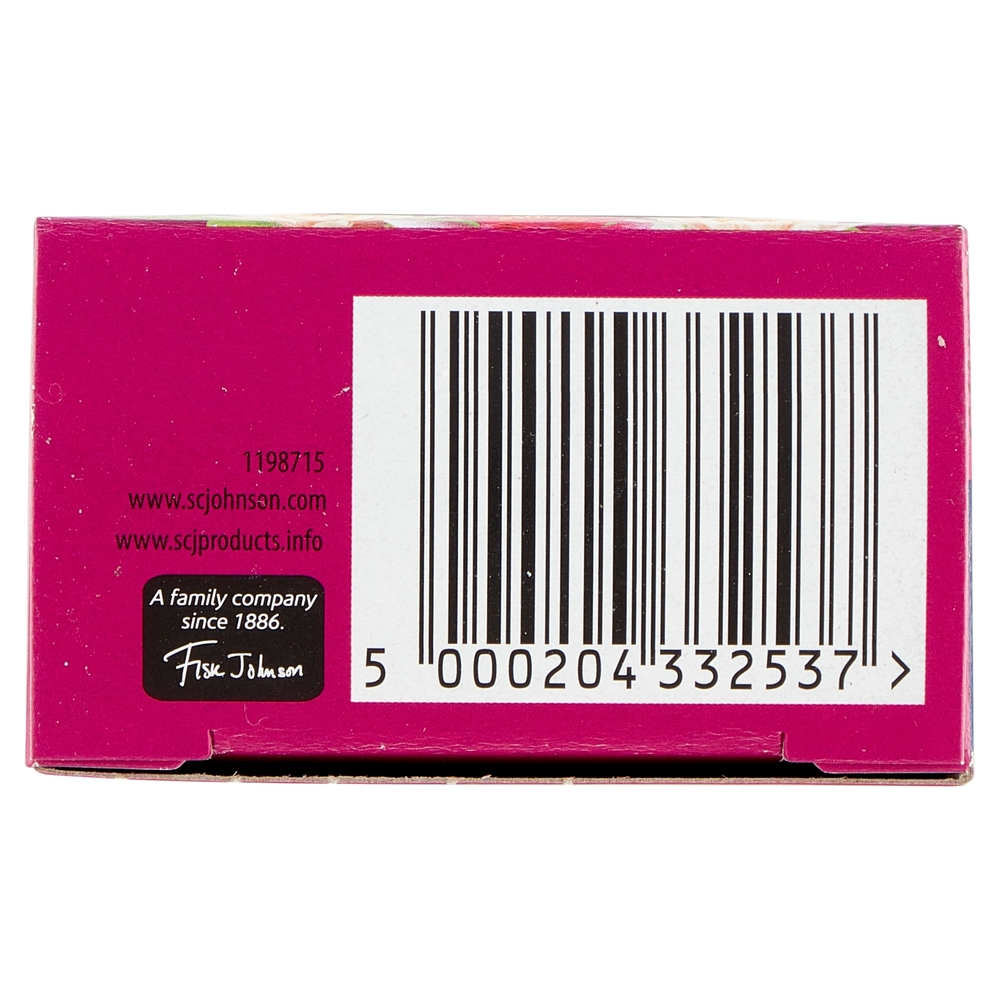 1198715
www.scjohnson.com
www.scjproducts.info
A family company
since 1886.
Fisk Johnson
5 000204 332537 >